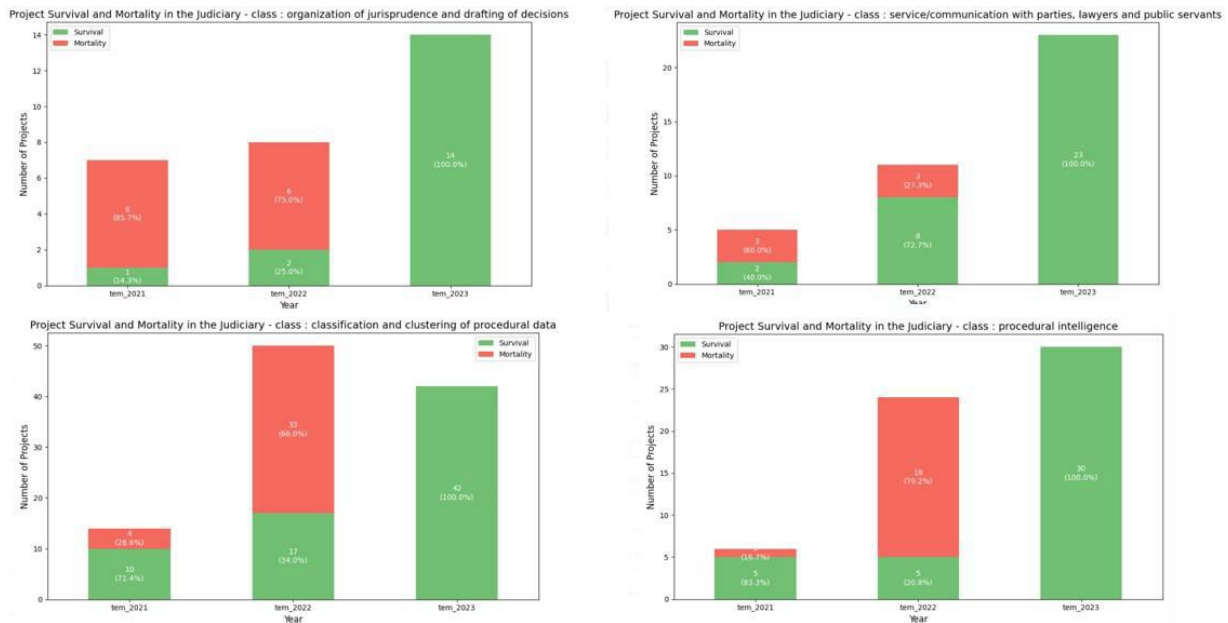 Project Survival and Mortality in the Judiciary - class : organization of jurisprudence and drafting of decisions
Survival
Mortality
Number of Projects
14
12
10
8
6
4
2
0
6
(85.7%)
1
(14.3%)
6
(75.0%)
2
(25.0%)
14
(100.0%)
tem_2021
tem_2022
tem_2023
Year
Project Survival and Mortality in the Judiciary - class : service/communication with parties, lawyers and public servants
Survival
Mortality
Number of Projects
20
15
10
5
0
3
(60.0%)
2
(40.0%)
3
(27.3%)
8
(72.7%)
23
(100.0%)
tem_2021
tem_2022
tem_2023
Year
Project Survival and Mortality in the Judiciary - class : classification and clustering of procedural data
Survival
Mortality
Number of Projects
50
40
30
20
10
0
4
(28.6%)
10
(71.4%)
33
(66.0%)
17
(34.0%)
42
(100.0%)
tem_2021
tem_2022
tem_2023
Year
Project Survival and Mortality in the Judiciary - class : procedural intelligence
Survival
Mortality
Number of Projects
30
25
20
15
10
5
0
(16.7%)
5
(83.3%)
19
(79.2%)
5
(20.8%)
30
(100.0%)
tem_2021
tem_2022
tem_2023
Year